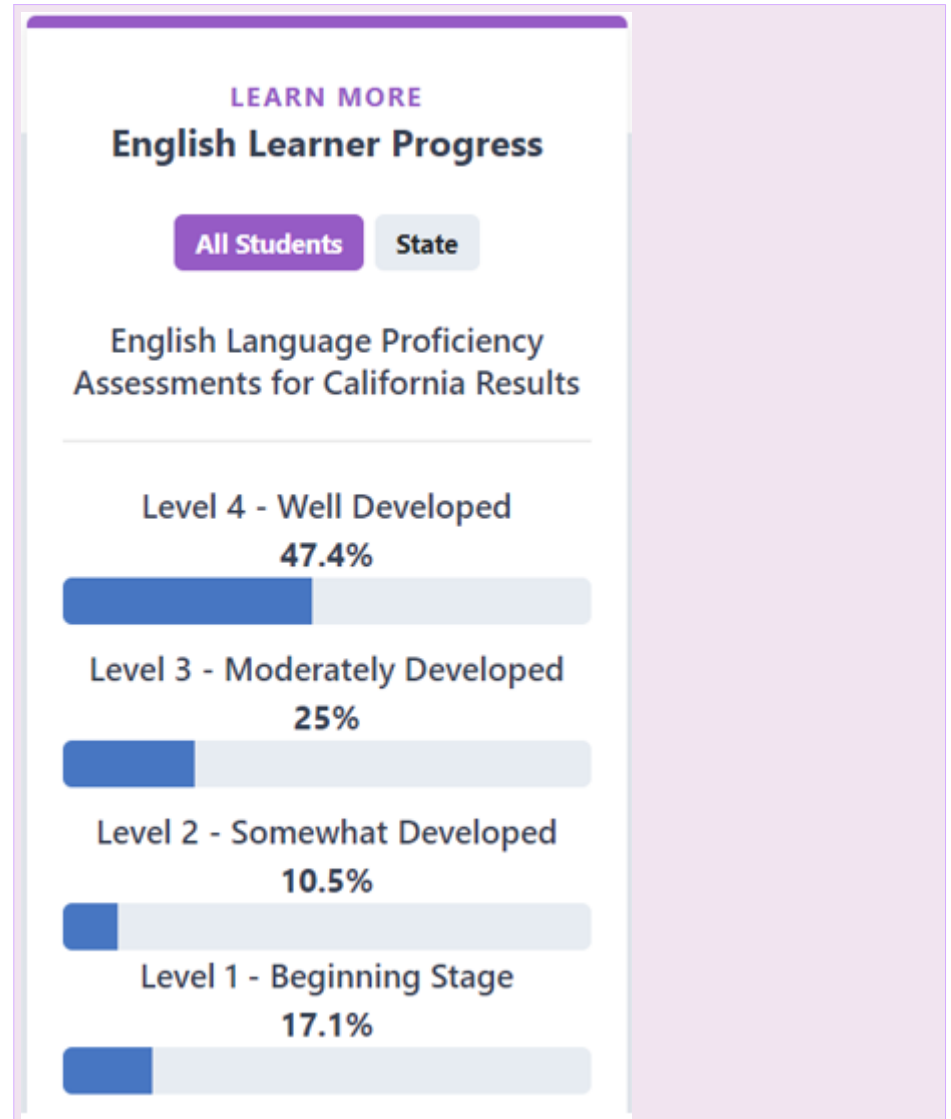 LEARN MORE
English Learner Progress
All Students State
English Language Proficiency
Assessments for California Results
Level 4 - Well Developed
47.4%
Level 3 - Moderately Developed
25%
Level 2 - Somewhat Developed
10.5%
Level 1 - Beginning Stage
17.1%